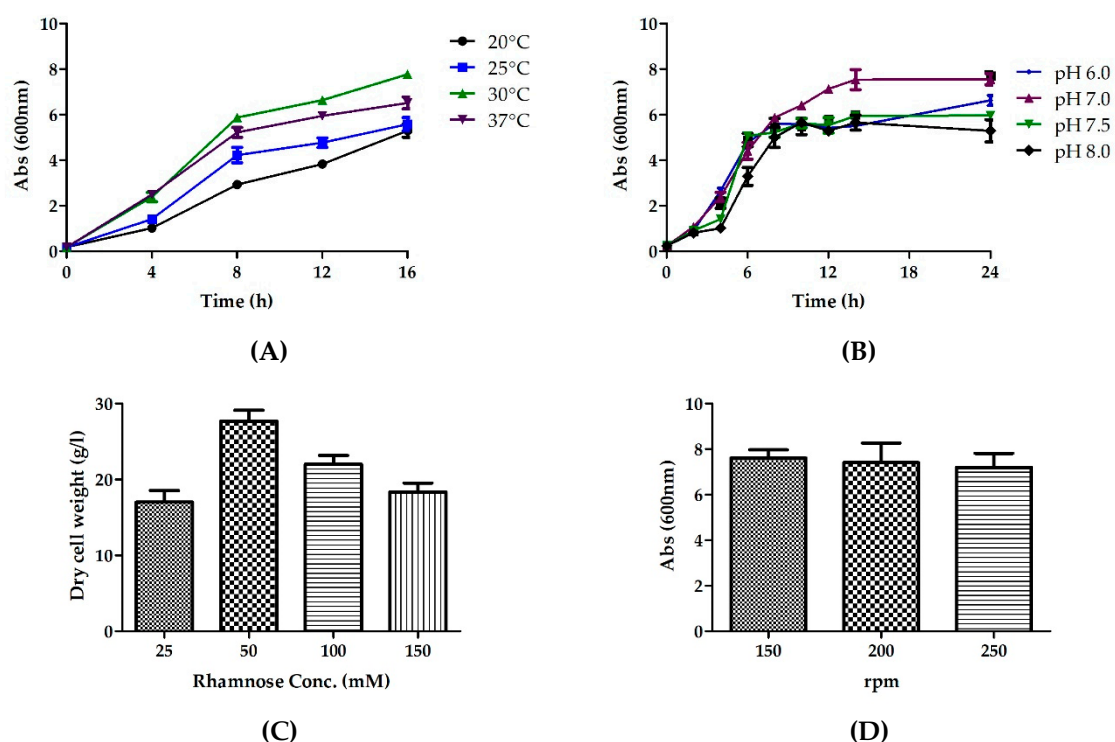 10
8
6
4
2
0
Abs (600nm)
0 4 8 12 16
Time (h)
20°C
25°C
30°C
37°C
(A)
10
8
6
4
2
0
Abs (600nm)
0 6 12 18 24
Time (h)
pH 6.0
pH 7.0
pH 7.5
pH 8.0
(B)
30
20
10
0
Dry cell weight (g/l)
25 50 100 150
Rhamnose Conc. (mM)
(C)
10
8
6
4
2
0
Abs (600nm)
150 200 250
rpm
(D)